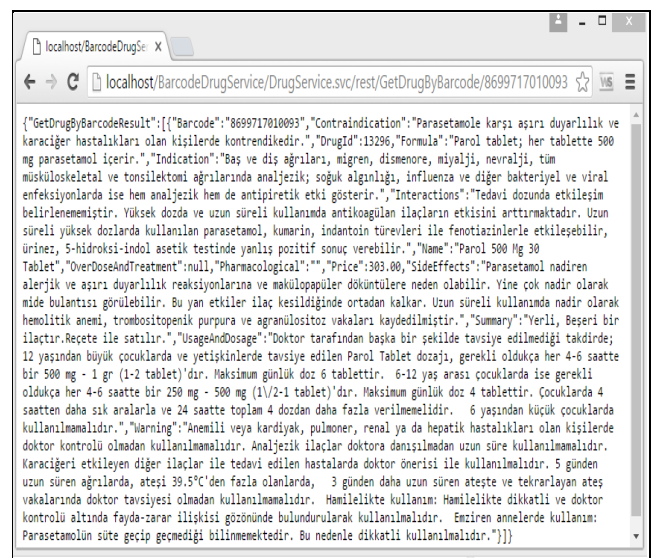 localhost/BarcodeDrugSe
localhost/BarcodeDrugService/DrugService.svc/rest/GetDrugByBarcode/8699717010093
{"GetDrugByBarcodeResult":[{"Barcode":"8699717010093","Contraindication":"Parasetamole karşı aşırı duyarlılık ve
karaciğer hastalıkları olan kişilerde kontrendikedir.","DrugId":13296,"Formula":"Parol tablet; her tablette 500
mg parasetamol içerir.","Indication":"Baş ve diş ağrıları, migren, dismenore, miyalji, nevralji, tüm
müsküloskeletal ve tonsilektomi ağrılarında analjezik; soğuk algınlığı, influenza ve diğer bakteriyel ve viral
enfeksiyonlarda ise hem analjezik hem de antipiretik etki gösterir.","Interactions":"Tedavi dozunda etkileşim
belirlenememiştir. Yüksek dozda ve uzun süreli kullanımda antikoagülan ilaçların etkisini arttırmaktadır. Uzun
süreli yüksek dozlarda kullanılan parasetamol, kumarin, indantoin türevleri ile fenotiazinlerle etkileşebilir,
ürinez, 5-hidroksi-indol asetik testinde yanlış pozitif sonuç verebilir.","Name":"Parol 500 Mg 30
Tablet","OverDoseAndTreatment":null,"Pharmacological":"","Price":303.00,"SideEffects":"Parasetamol nadiren
alerjik ve aşırı duyarlılık reaksiyonlarına ve makülopapüler döküntülere neden olabilir. Yine çok nadir olarak
mide bulantısı görülebilir. Bu yan etkiler ilaç kesildiğinde ortadan kalkar. Uzun süreli kullanımda nadir olarak
hemolitik anemi, trombositopenik purpura ve agranülositoz vakaları kaydedilmiştir.","Summary":"Yerli, Beşeri bir
ilaçtır.Reçete ile satılır.","UsageAndDosage":"Doktor tarafından başka bir şekilde tavsiye edilmediği takdirde;
12 yaşından büyük çocuklarda ve yetişkinlerde tavsiye edilen Parol Tablet dozajı, gerekli oldukça her 4-6 saatte
bir 500 mg - 1 gr (1-2 tablet)'dır. Maksimum günlük doz 6 tablettir.  6-12 yaş arası çocuklarda ise gerekli
oldukça her 4-6 saatte bir 250 mg - 500 mg (1\/2-1 tablet)'dır. Maksimum günlük doz 4 tablettir. Çocuklarda 4
saatten daha sık aralarla ve 24 saatte toplam 4 dozdan daha fazla verilmemelidir.  6 yaşından küçük çocuklarda
kullanılmamalıdır.","Warning":"Anemili veya kardiyak, pulmoner, renal ya da hepatik hastalıkları olan kişilerde
doktor kontrolü olmadan kullanılmamalıdır. Analjezik ilaçlar doktora danışılmadan uzun süre kullanılmamalıdır.
Karaciğeri etkileyen diğer ilaçlar ile tedavi edilen hastalarda doktor önerisi ile kullanılmalıdır. 5 günden
uzun süren ağrılarda, ateşi 39.5°C'den fazla olanlarda,  3 günden daha uzun süren ateşte ve tekrarlayan ateş
vakalarında doktor tavsiyesi olmadan kullanılmamalıdır.  Hamilelikte kullanım: Hamilelikte dikkatli ve doktor
kontrolü altında fayda-zarar ilişkisi gözönünde bulundurularak kullanılmalıdır.  Emziren annelerde kullanım:
Parasetamolün süte geçip geçmediği bilinmemektedir. Bu nedenle dikkatli kullanılmalıdır."}]}